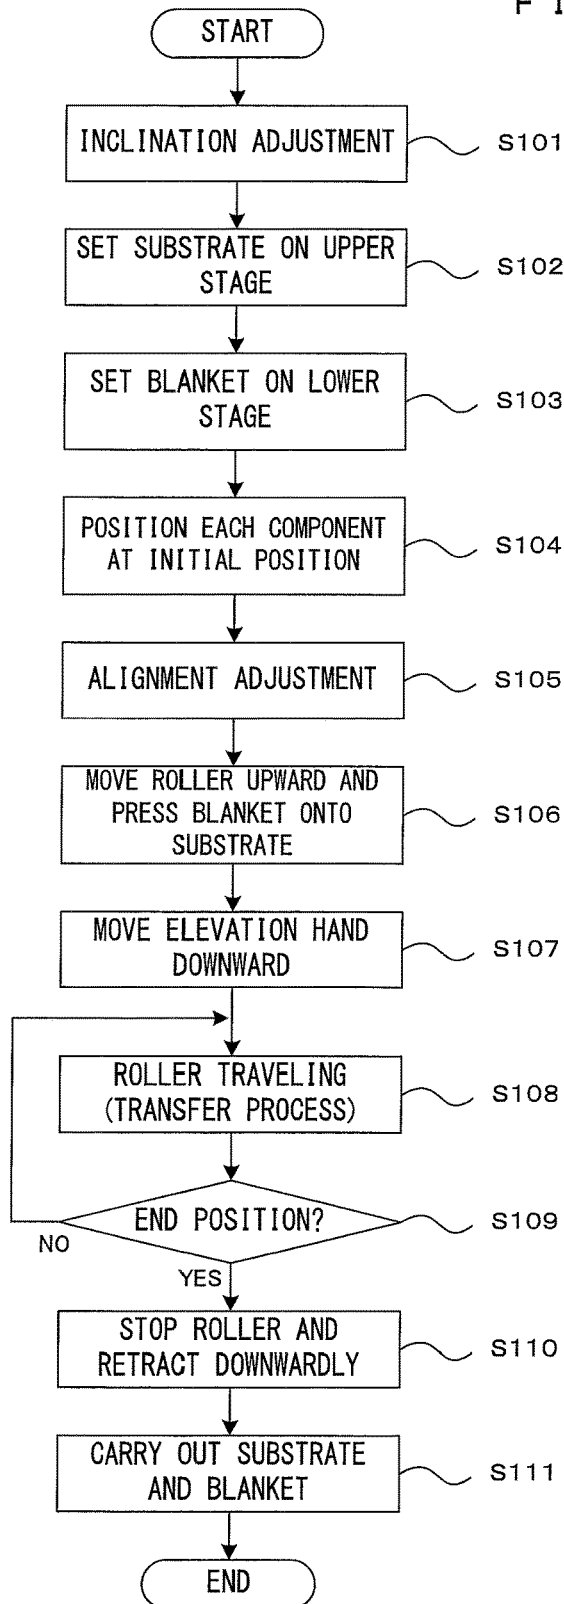 F I
START
INCLINATION ADJUSTMENT
S101
SET SUBSTRATE ON UPPER
STAGE
S102
SET BLANKET ON LOWER
STAGE
S103
POSITION EACH COMPONENT
AT INITIAL POSITION
S104
ALIGNMENT ADJUSTMENT
S105
MOVE ROLLER UPWARD AND
PRESS BLANKET ONTO
SUBSTRATE
S106
MOVE ELEVATION HAND
DOWNWARD
S107
ROLLER TRAVELING
(TRANSFER PROCESS)
S108
END POSITION?
S109
NO
YES
STOP ROLLER AND
RETRACT DOWNWARDLY
S110
CARRY OUT SUBSTRATE
AND BLANKET
S111
END